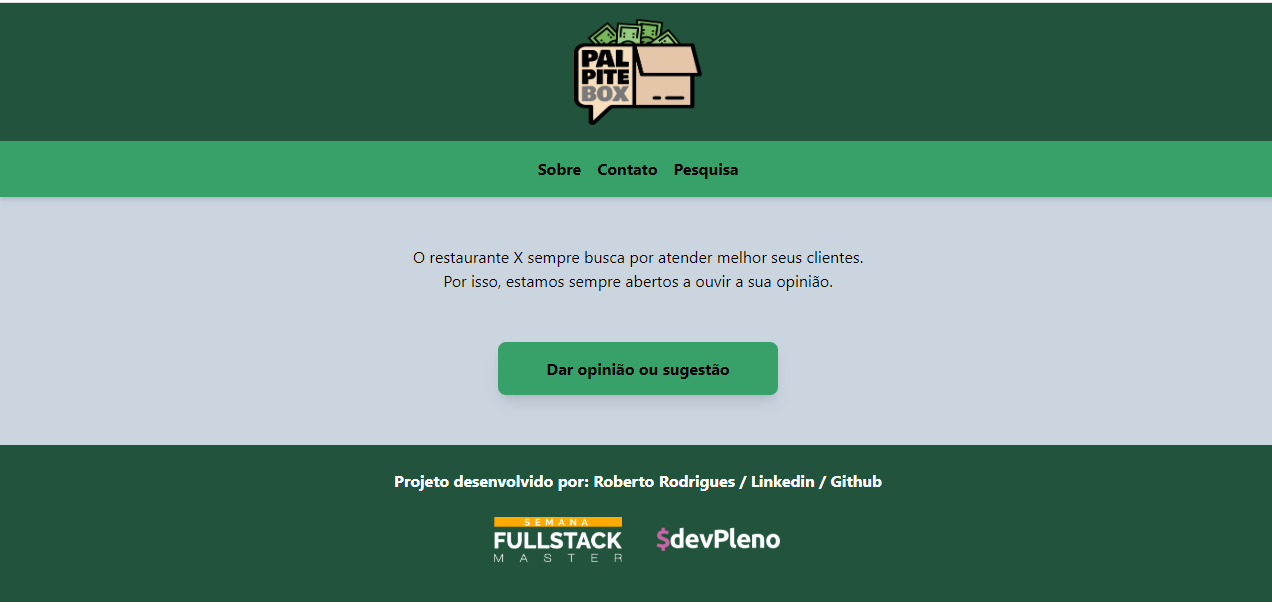 PAL
PITE
BOX
Sobre Contato Pesquisa
O restaurante X sempre busca por atender melhor seus clientes.
Por isso, estamos sempre abertos a ouvir a sua opinião.
Dar opinião ou sugestão
Projeto desenvolvido por: Roberto Rodrigues / Linkedin / Github
SEMANA
FULLSTACK
MASTER
$devPleno